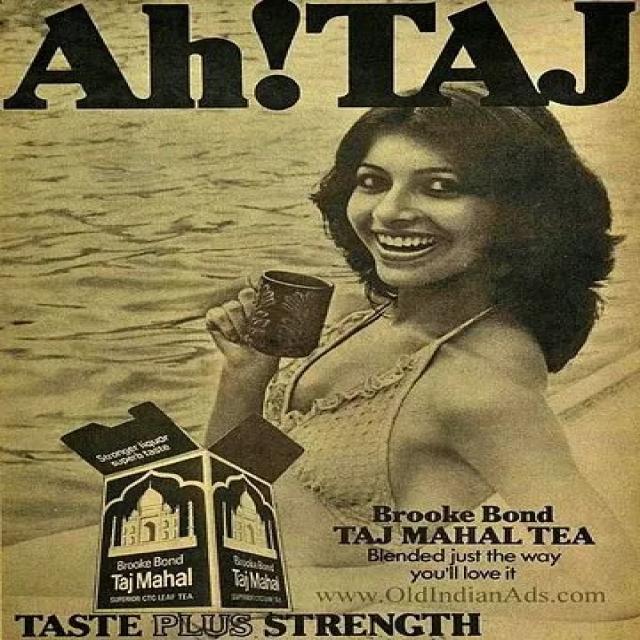 Ah! TAJ
Stronger liquor
superb taste
Brooke Bond
Taj Mahal
SUPERIOR CTC LEAF TEA
Brooke Bond
Taj Mahal
Brooke Bond
TAJ MAHAL TEA
Blended just the way
you'll love it
www.OldIndianAds.com
TASTE PLUS STRENGTH